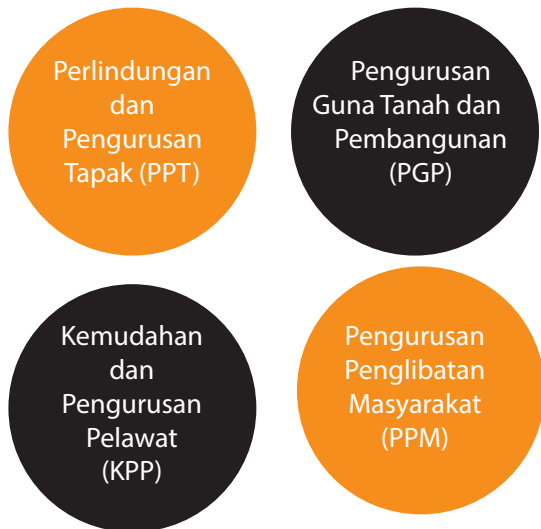 Perlindungan
dan
Pengurusan
Tapak (PPT)
Pengurusan
Guna Tanah dan
Pembangunan
(PGP)
Kemudahan
dan
Pengurusan
Pelawat
(KPP)
Pengurusan
Penglibatan
Masyarakat
(PPM)